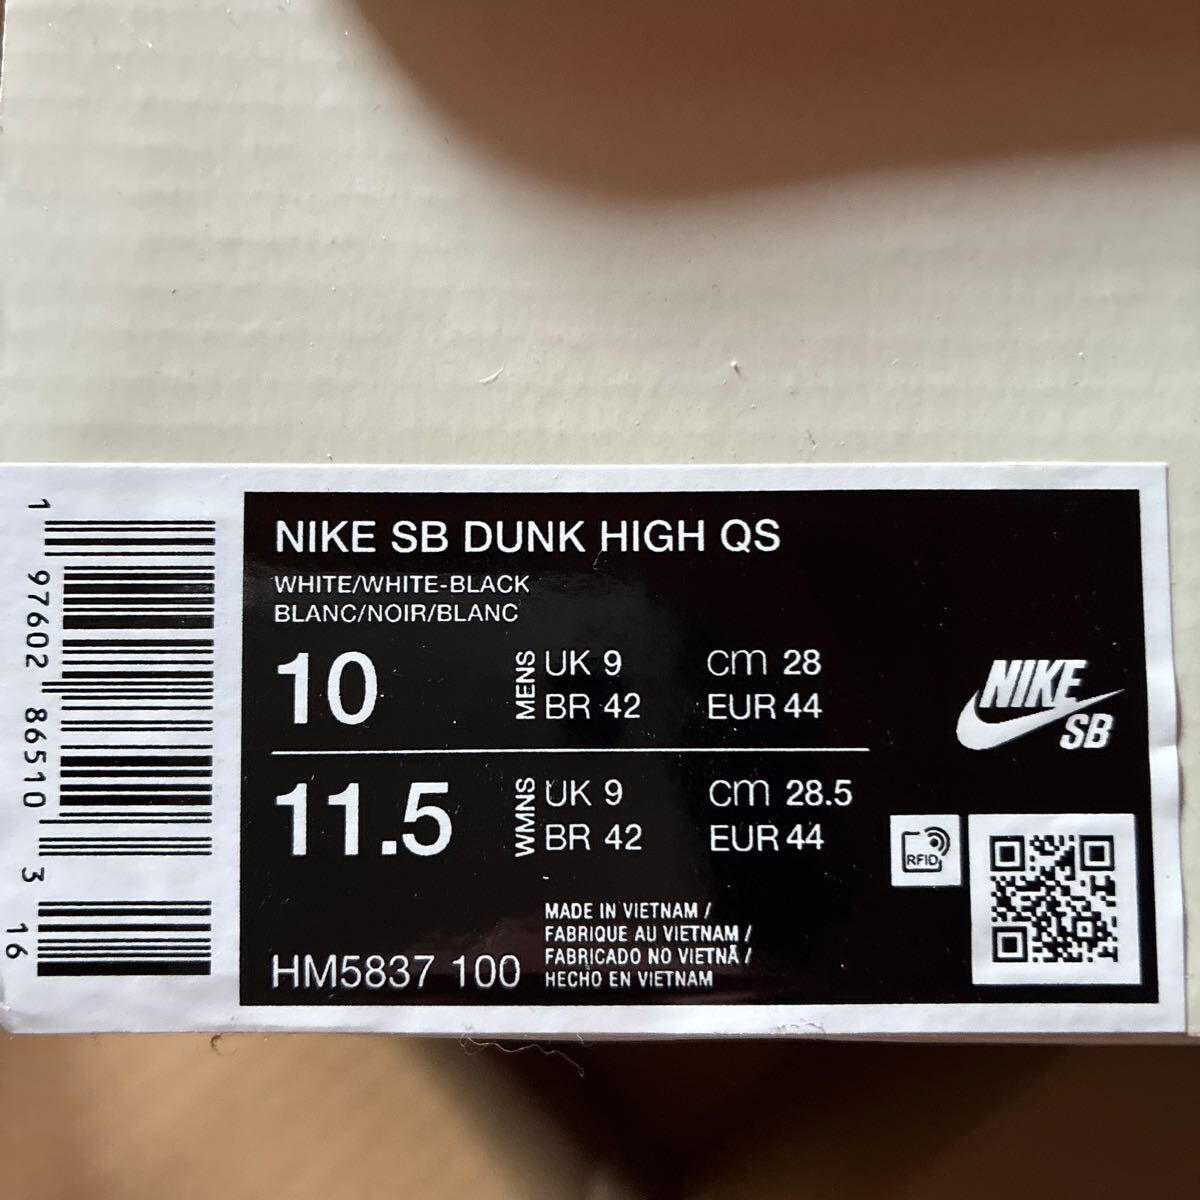 1 97602 86510 3 16
NIKE SB DUNK HIGH QS
WHITE/WHITE-BLACK
BLANC/NOIR/BLANC
10 MENS UK 9 cm 28
BR 42 EUR 44
11.5 WMNS UK 9 cm 28.5
BR 42 EUR 44
HM5837 100
MADE IN VIETNAM /
FABRIQUE AU VIETNAM /
FABRICADO NO VIETNÃ /
HECHO EN VIETNAM
NIKE
SB
RFID